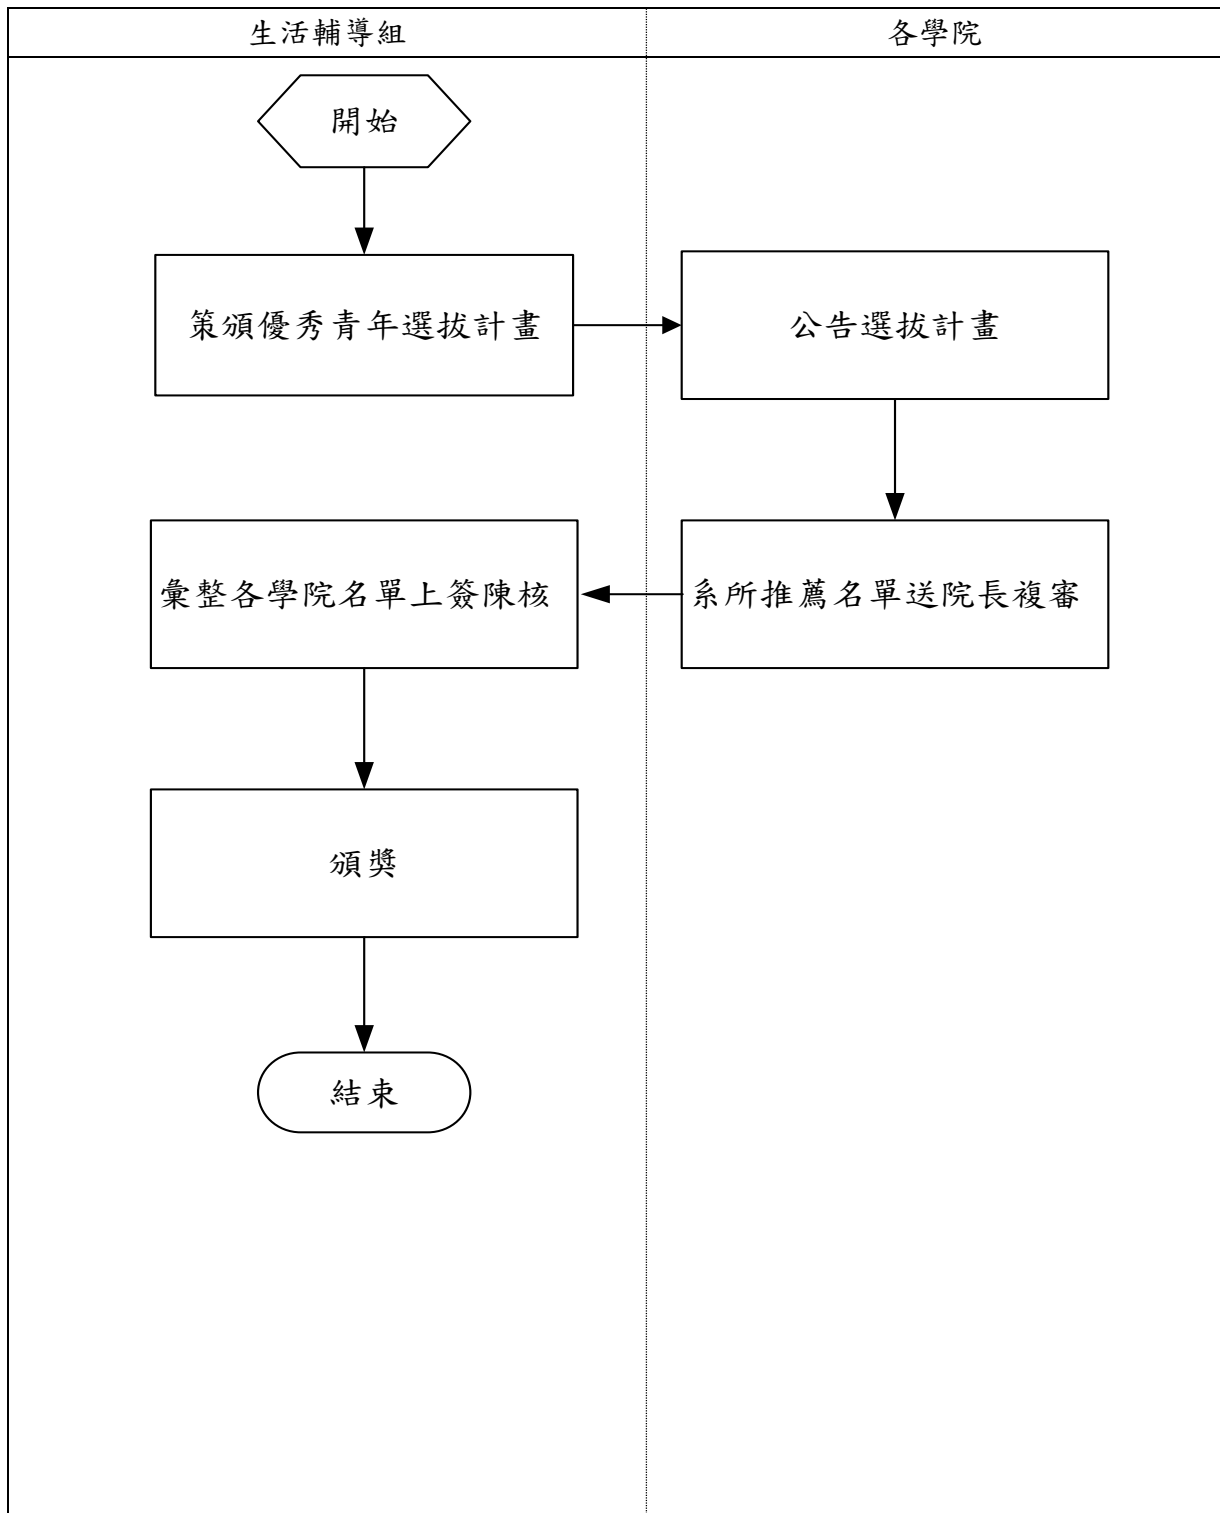 生活輔導組
各學院
開始
策頒優秀青年選拔計畫
公告選拔計畫
系所推薦名單送院長複審
彙整各學院名單上簽陳核
頒獎
結束